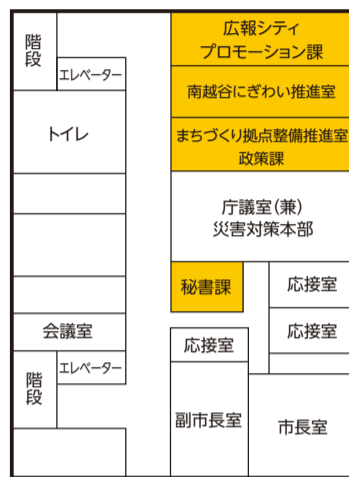 階段
エレベーター
トイレ
会議室
エレベーター
階段
広報シティ
プロモーション課
南越谷にぎわい推進室
まちづくり拠点整備推進室
政策課
庁議室(兼)
災害対策本部
秘書課
応接室
応接室
応接室
副市長室
市長室